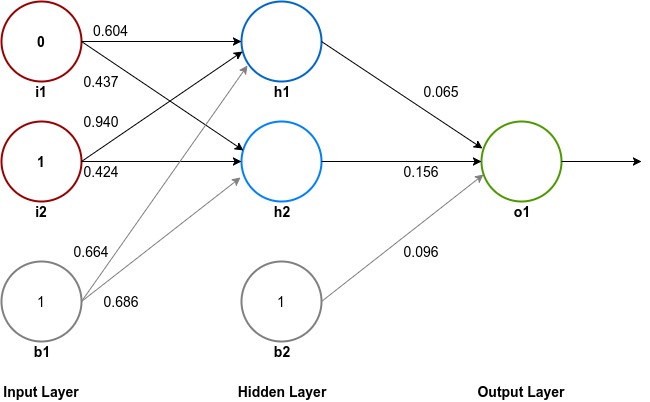 0.604
0
i1
h1
0.437
0.065
0.940
1
0.424
0.156
i2
h2
o1
0.664
0.096
1
0.686
1
b1
b2
Input Layer
Hidden Layer
Output Layer